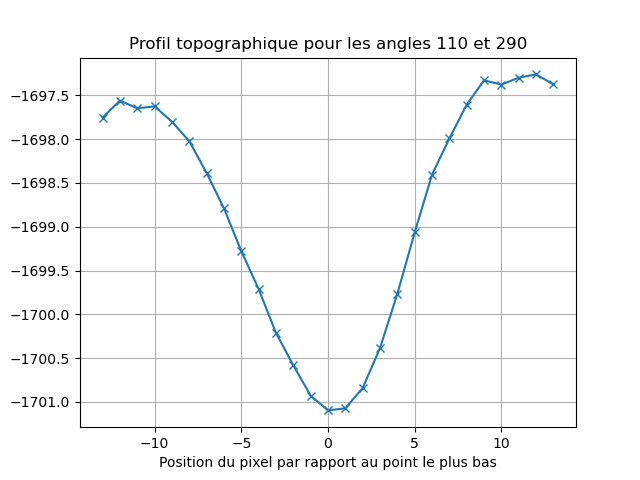 Profil topographique pour les angles 110 et 290
−1697.5
−1698.0
−1698.5
−1699.0
−1699.5
−1700.0
−1700.5
−1701.0
−10 −5 0 5 10
Position du pixel par rapport au point le plus bas